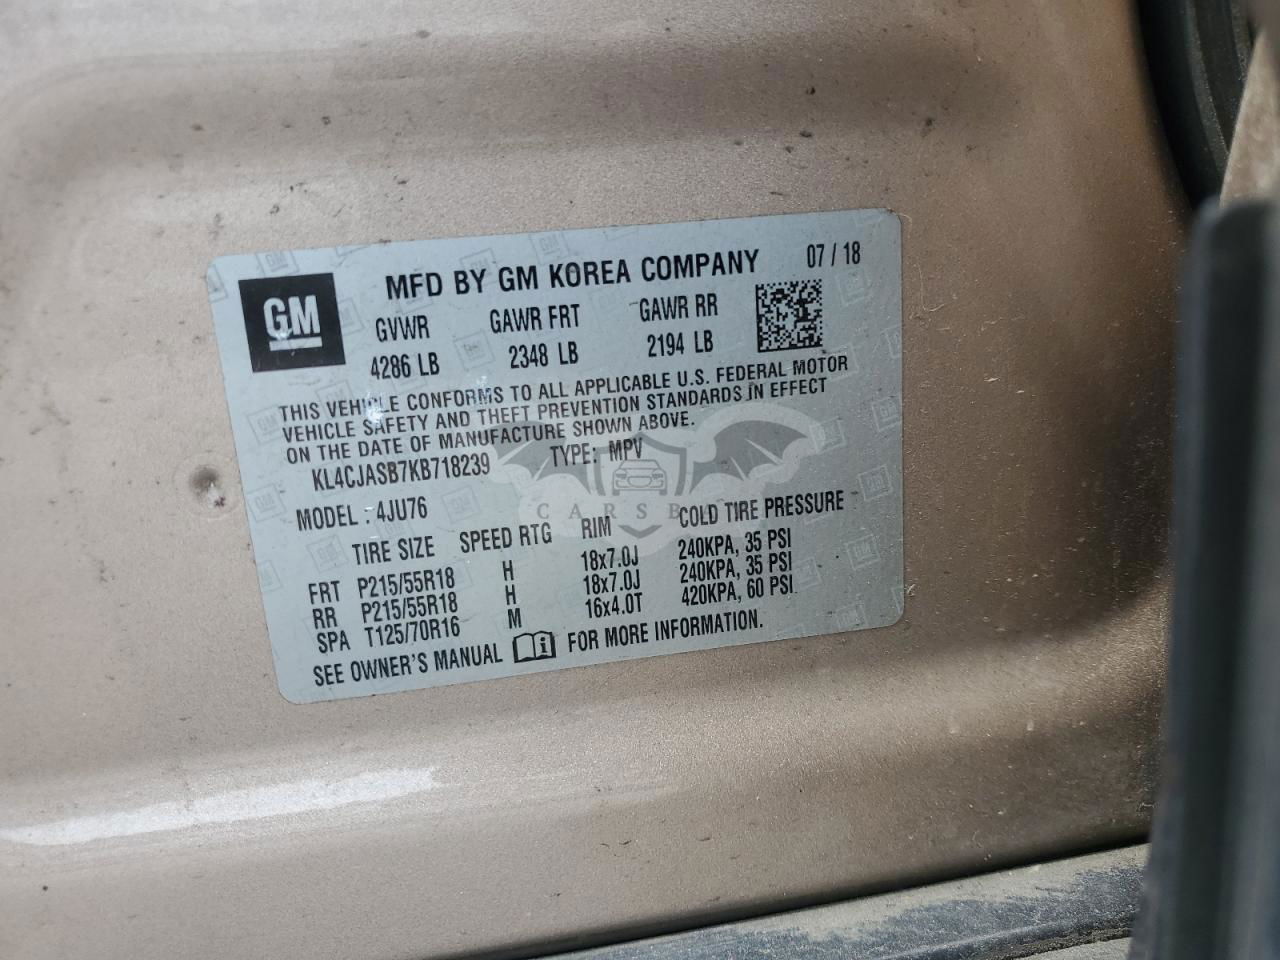 GM
MFD BY GM KOREA COMPANY 07 / 18
GVWR GAWR FRT GAWR RR
4286 LB 2348 LB 2194 LB
THIS VEHICLE CONFORMS TO ALL APPLICABLE U.S. FEDERAL MOTOR
VEHICLE SAFETY AND THEFT PREVENTION STANDARDS IN EFFECT
ON THE DATE OF MANUFACTURE SHOWN ABOVE.
KL4CJASB7KB718239 TYPE: MPV
MODEL : 4JU76
TIRE SIZE SPEED RTG RIM COLD TIRE PRESSURE
FRT P215/55R18 H 18x7.0J 240KPA, 35 PSI
RR P215/55R18 H 18x7.0J 240KPA, 35 PSI
SPA T125/70R16 M 16x4.0T 420KPA, 60 PSI
SEE OWNER'S MANUAL FOR MORE INFORMATION.